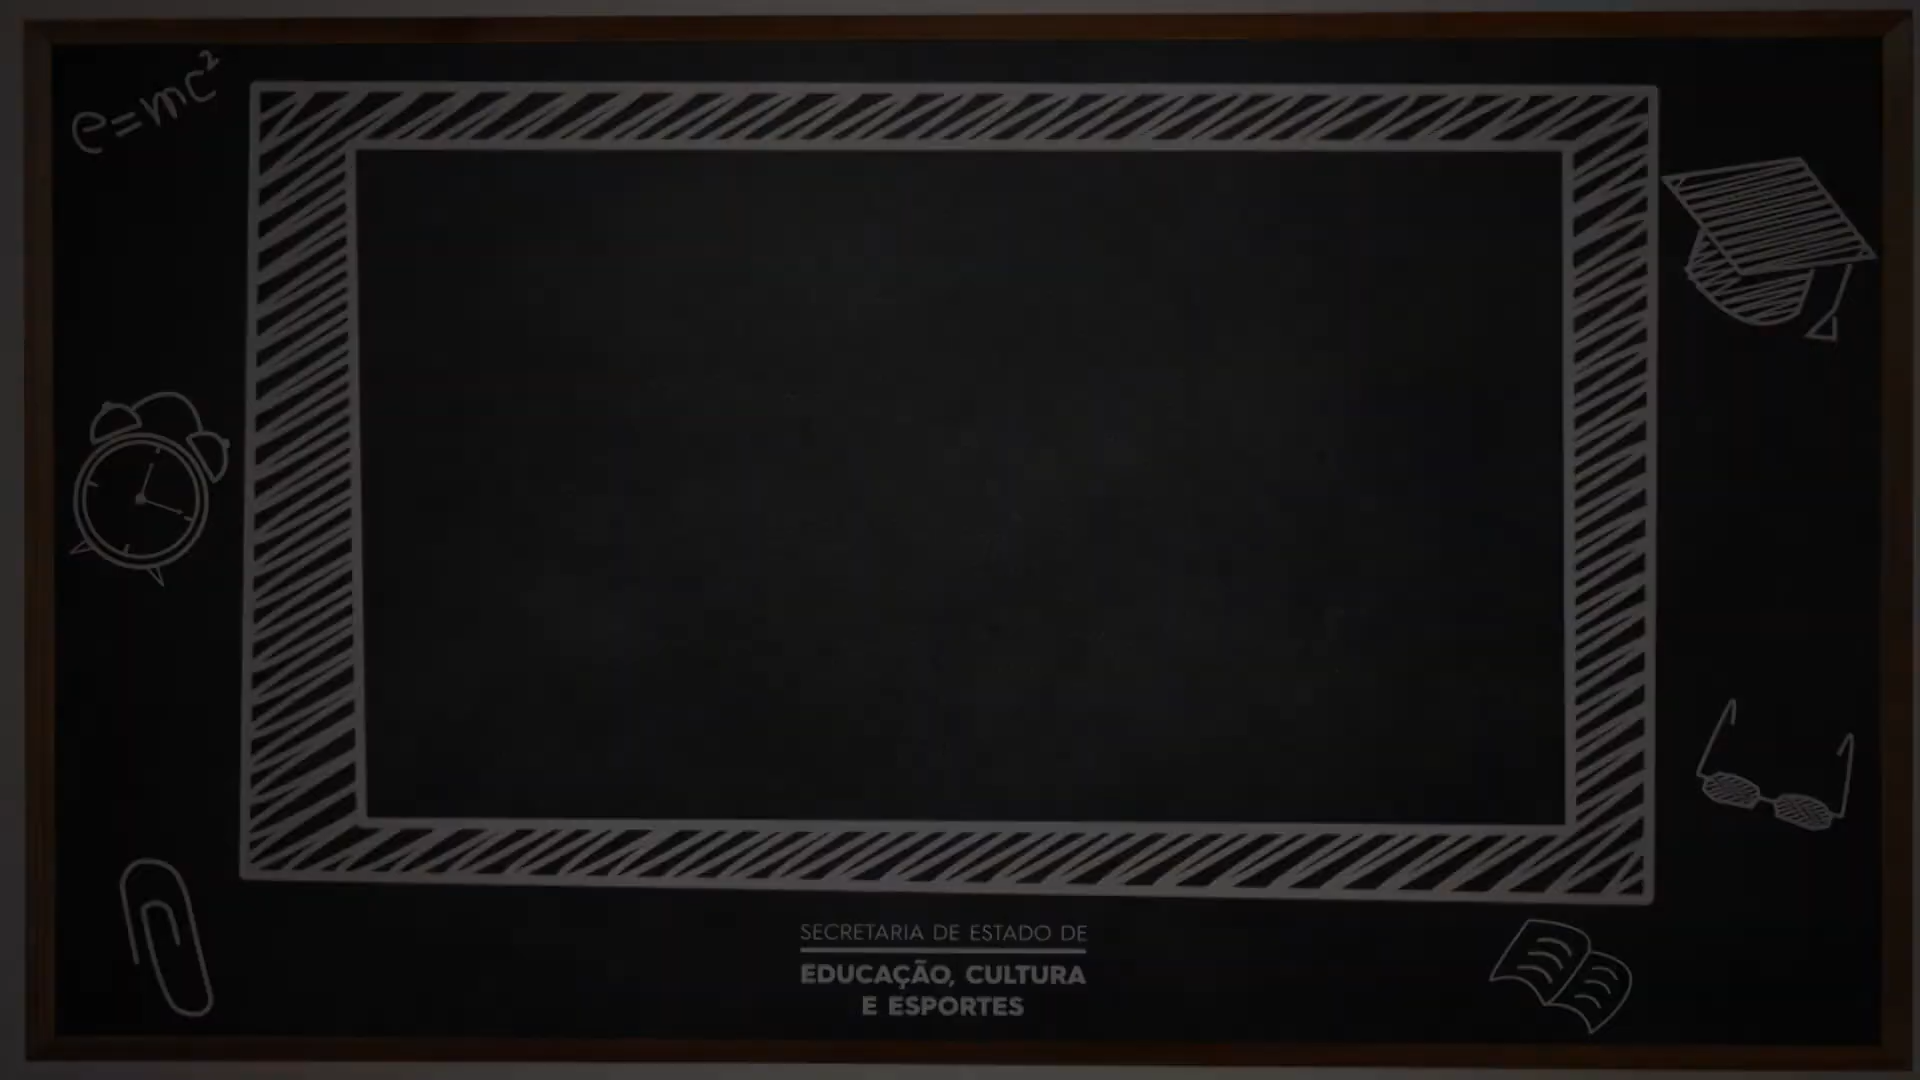 e=mc²
SECRETARIA DE ESTADO DE
EDUCAÇÃO, CULTURA
E ESPORTES